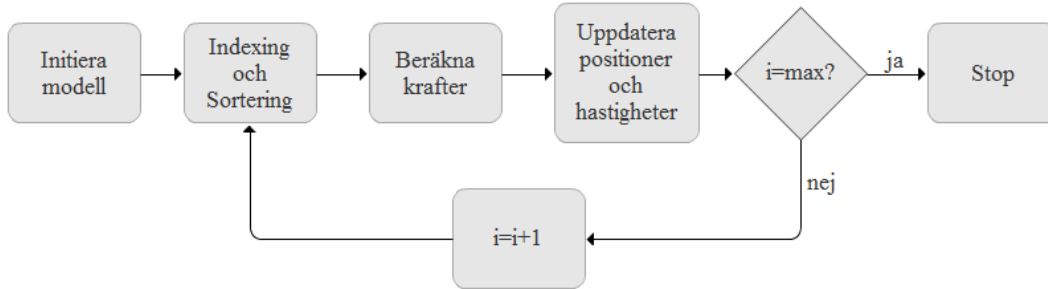 Initiera
modell
Indexing
och
Sortering
Beräkna
krafter
Uppdatera
positioner
och
hastigheter
i=max?
ja
Stop
nej
i=i+1